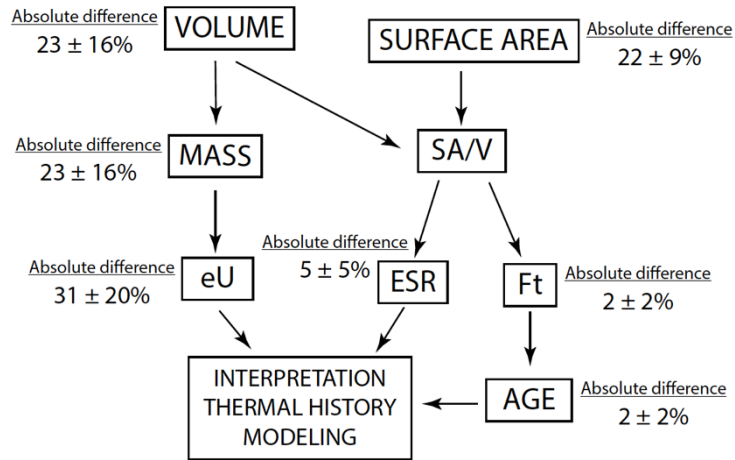 Absolute difference
23 ± 16%
VOLUME
SURFACE AREA
Absolute difference
22 ± 9%
Absolute difference
23 ± 16%
MASS
SA/V
Absolute difference
31 ± 20%
eU
Absolute difference
5 ± 5%
ESR
Ft
Absolute difference
2 ± 2%
INTERPRETATION
THERMAL HISTORY
MODELING
AGE
Absolute difference
2 ± 2%